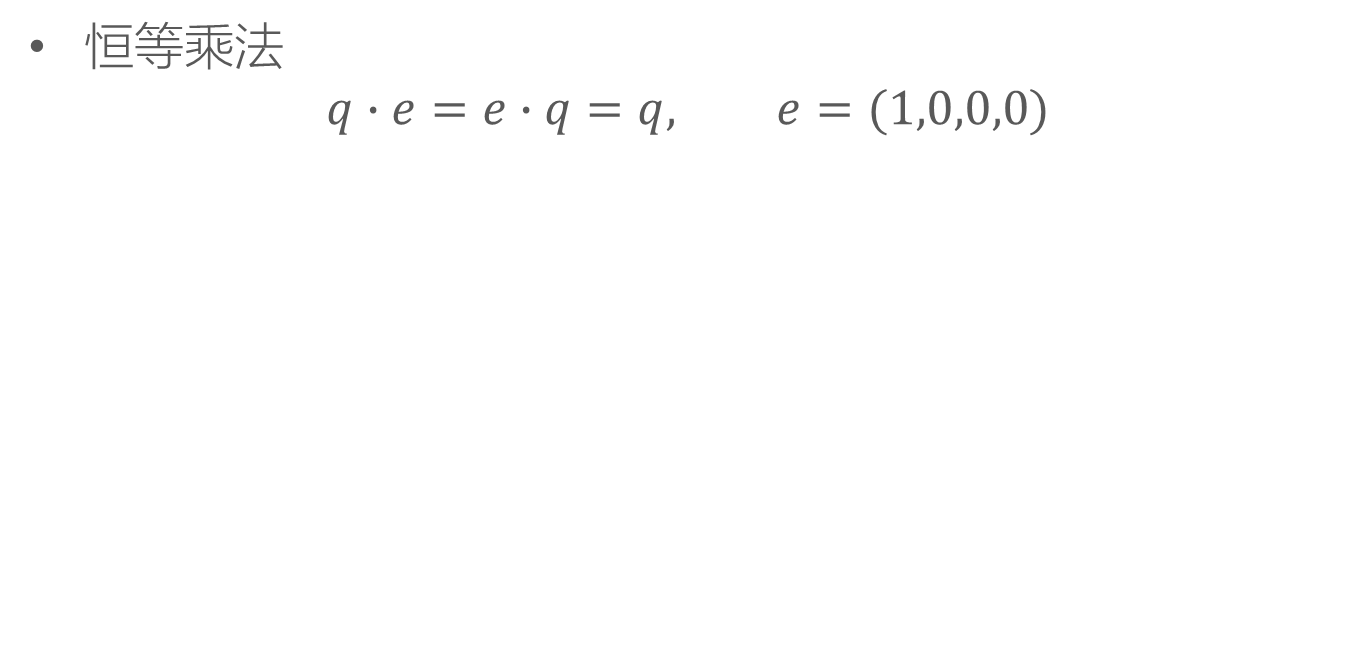 • 恒等乘法
q · e = e · q = q,  e = (1,0,0,0)